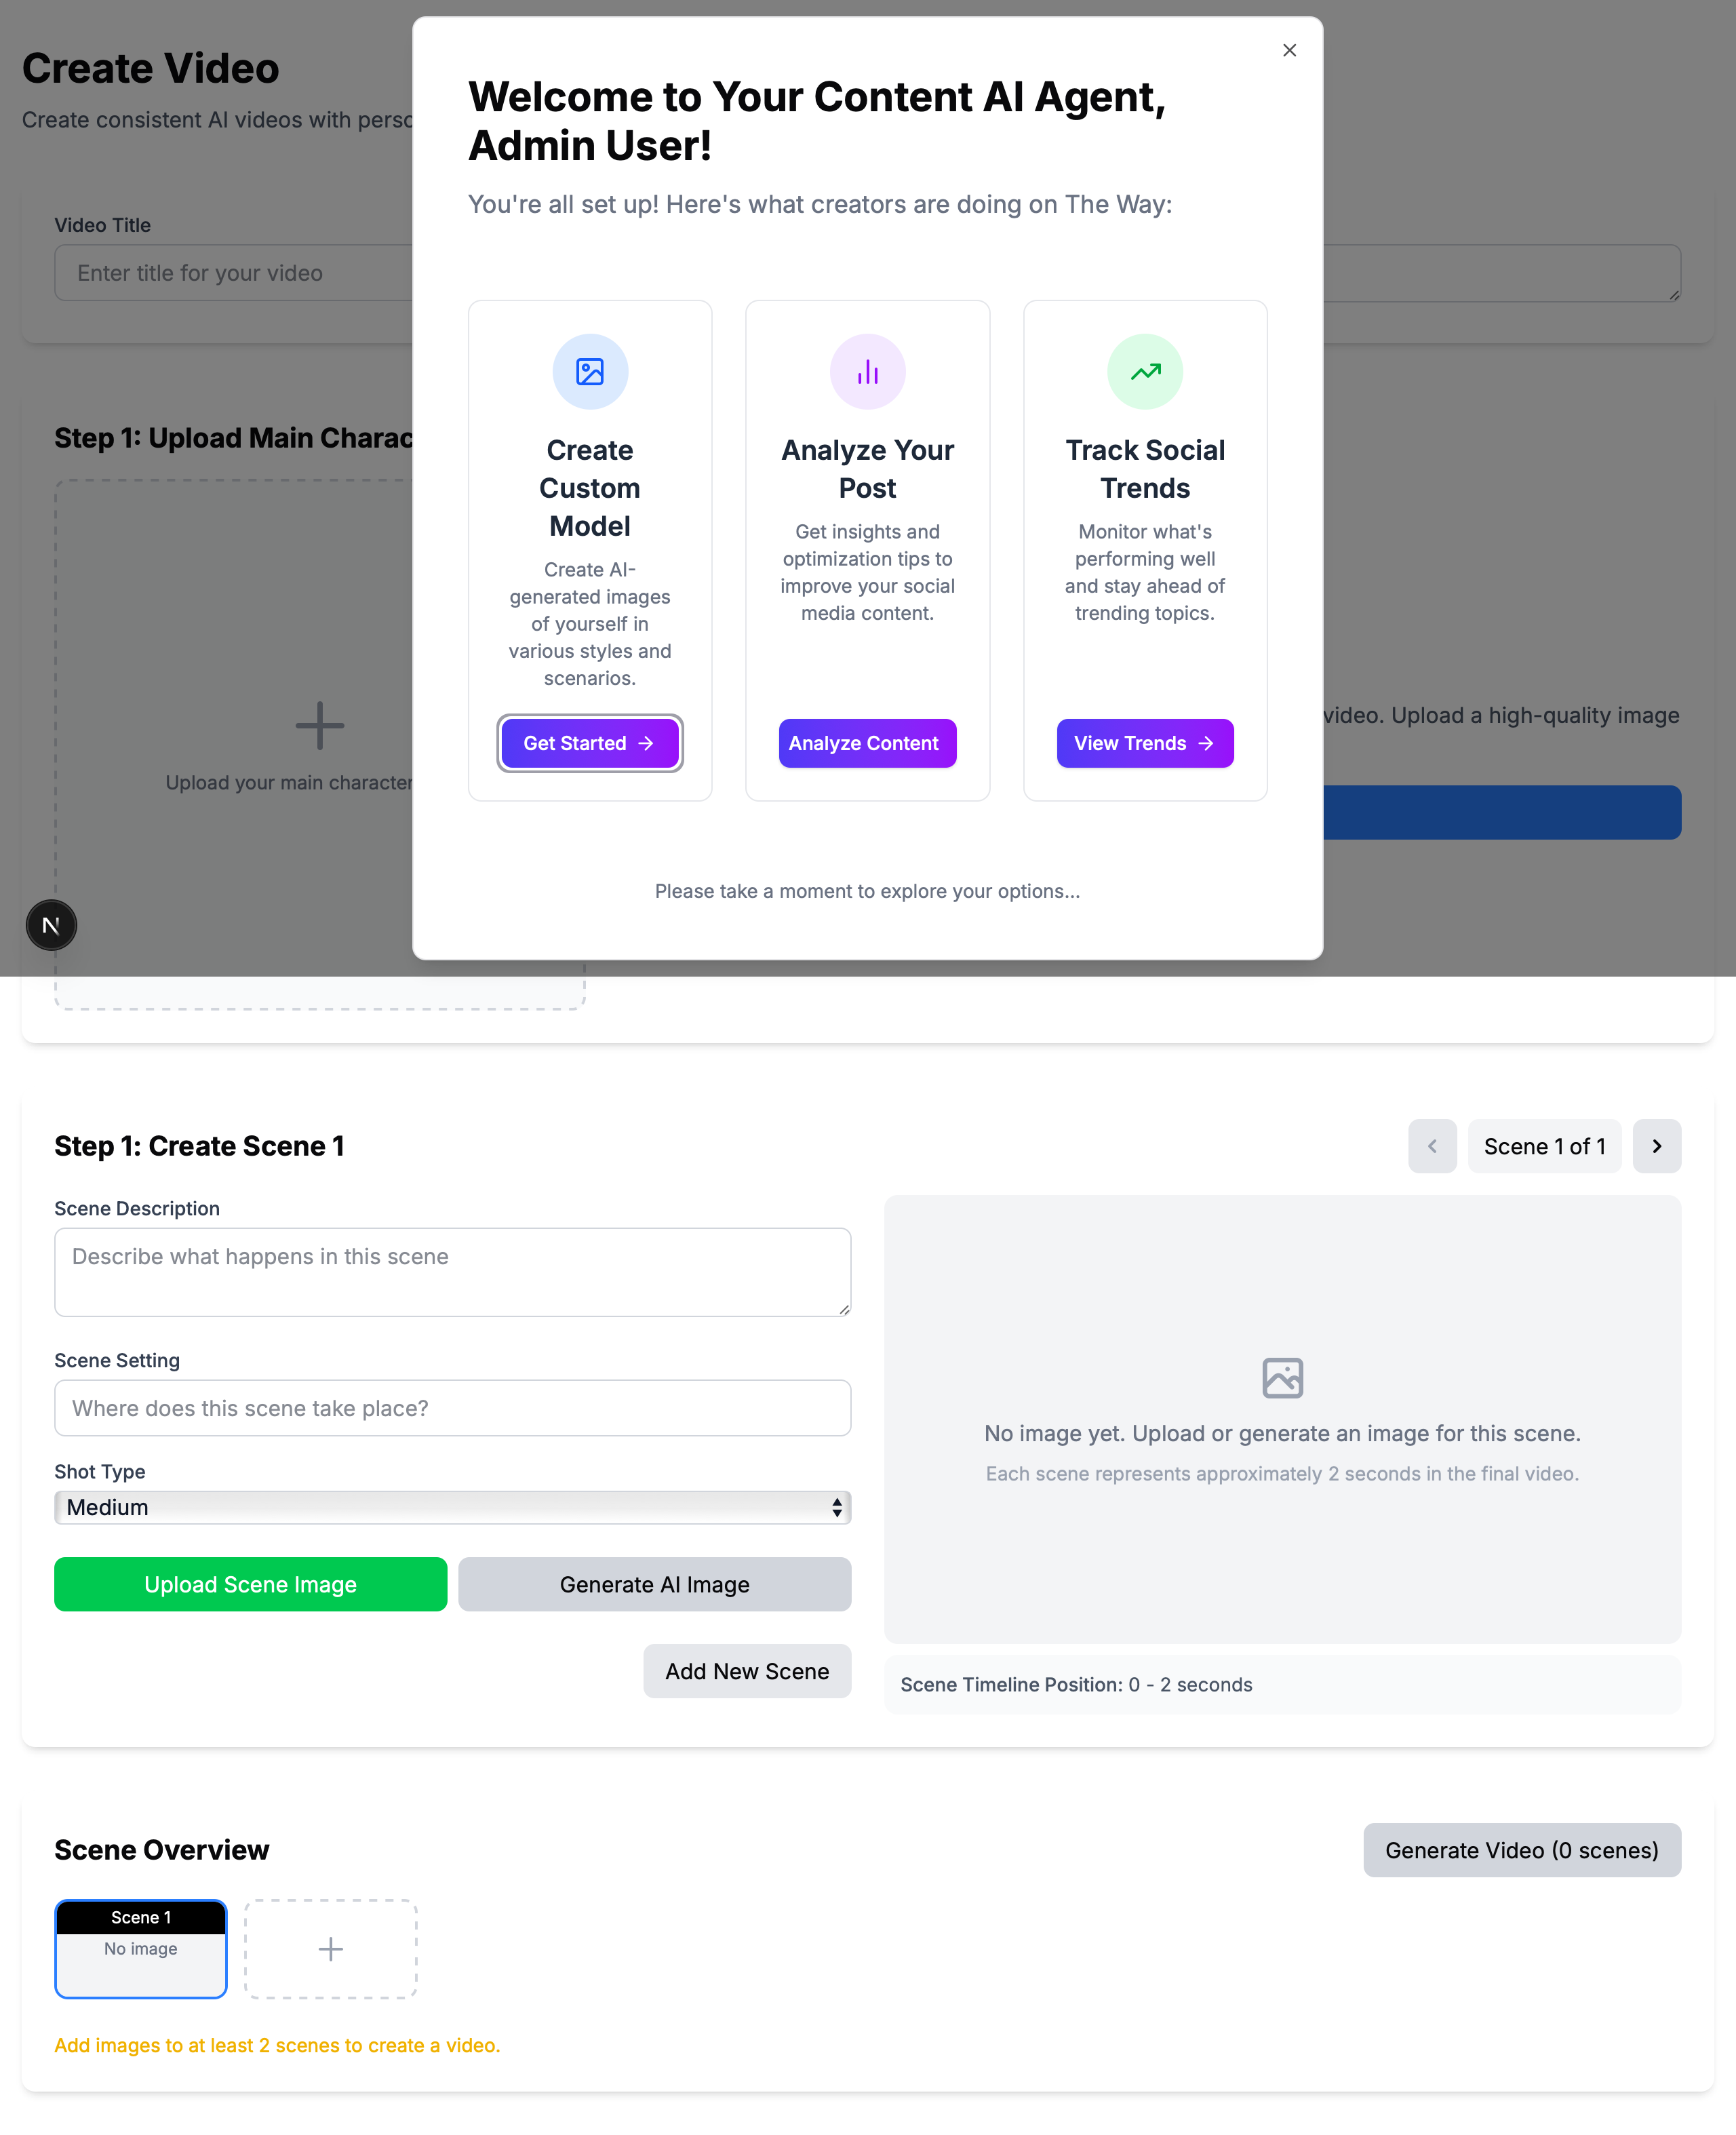 Create Video
Create consistent AI videos with perso
Video Title
Enter title for your video
Step 1: Upload Main Charac
Upload your main character
video. Upload a high-quality image
N
Welcome to Your Content AI Agent,
Admin User!
You're all set up! Here's what creators are doing on The Way:
Create
Custom
Model
Create AI-
generated images
of yourself in
various styles and
scenarios.
Get Started
Analyze Your
Post
Get insights and
optimization tips to
improve your social
media content.
Analyze Content
Track Social
Trends
Monitor what's
performing well
and stay ahead of
trending topics.
View Trends
Please take a moment to explore your options...
Step 1: Create Scene 1
Scene 1 of 1
Scene Description
Describe what happens in this scene
Scene Setting
Where does this scene take place?
Shot Type
Medium
Upload Scene Image
Generate AI Image
Add New Scene
No image yet. Upload or generate an image for this scene.
Each scene represents approximately 2 seconds in the final video.
Scene Timeline Position: 0 - 2 seconds
Scene Overview
Generate Video (0 scenes)
Scene 1
No image
Add images to at least 2 scenes to create a video.